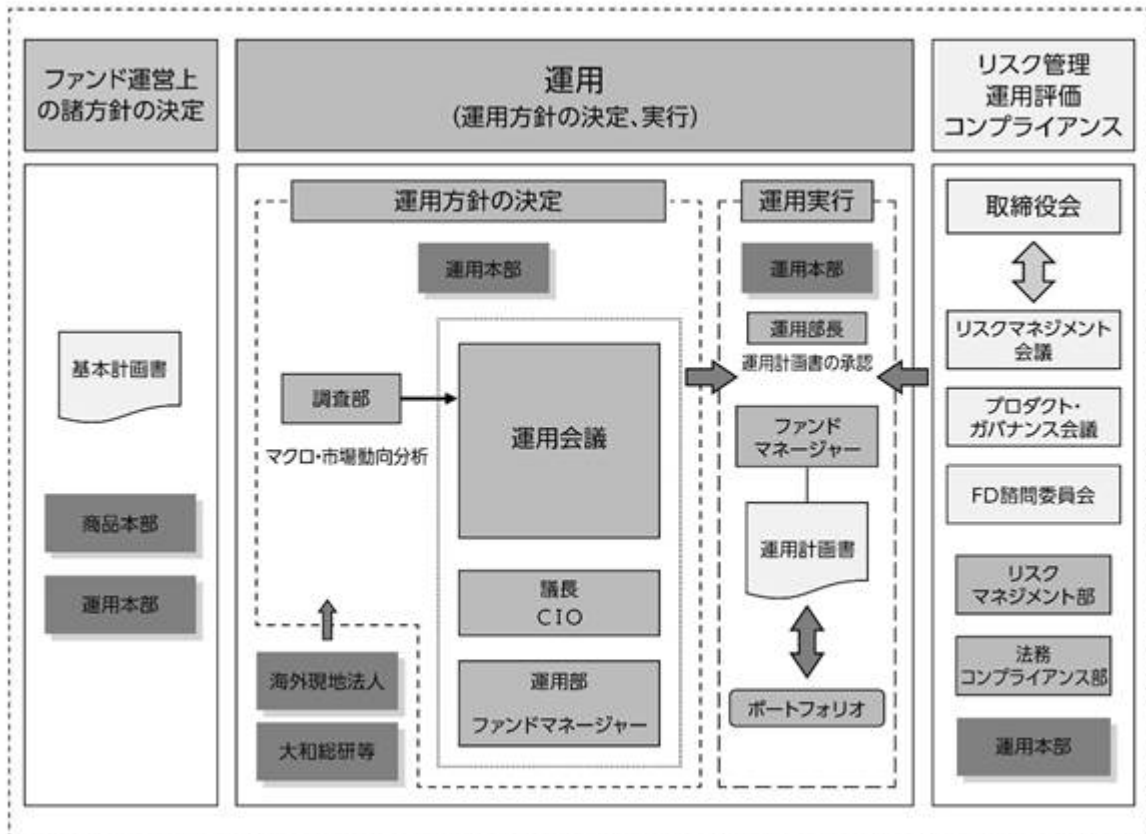 ファンド運営上
の諸方針の決定
運用
(運用方針の決定、実行)
リスク管理
運用評価
コンプライアンス
基本計画書
商品本部
運用本部
運用方針の決定
運用本部
調査部
マクロ・市場動向分析
運用会議
議長
CIO
運用部
ファンドマネージャー
海外現地法人
大和総研等
運用実行
運用本部
運用部長
運用計画書の承認
ファンド
マネージャー
運用計画書
ポートフォリオ
取締役会
リスクマネジメント
会議
プロダクト・
ガバナンス会議
FD諮問委員会
リスク
マネジメント部
法務
コンプライアンス部
運用本部